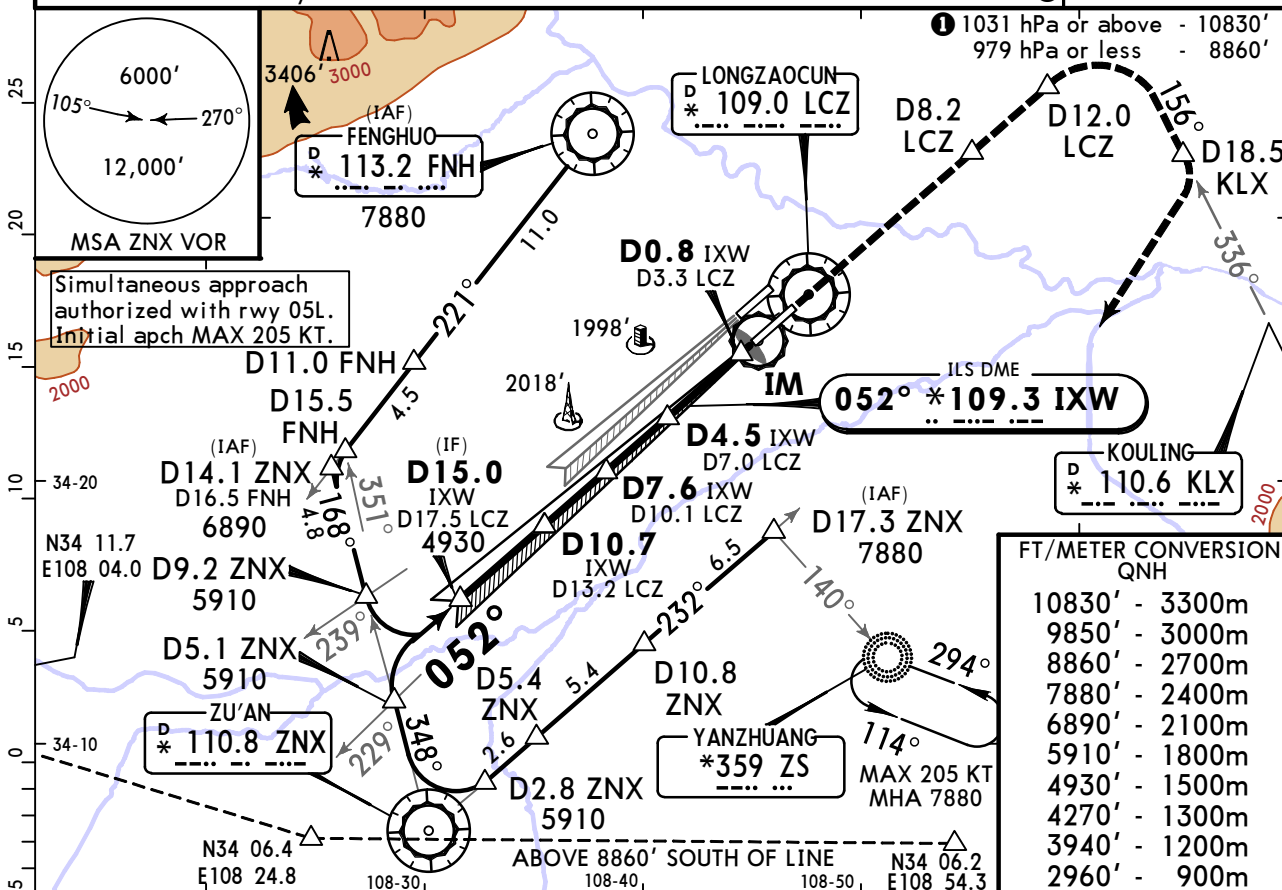 ❶ 1031 hPa or above - 10830'
979 hPa or less - 8860'
6000'
105°
270°
12,000'
MSA ZNX VOR
3406'
3000
(IAF)
FENGHUO
D
* 113.2 FNH
7880
LONGZAOCUN
D
* 109.0 LCZ
D8.2
LCZ
D12.0
LCZ
156°
D18.5
KLX
336°
Simultaneous approach
authorized with rwy 05L.
Initial apch MAX 205 KT.
2000
11.0
221°
D0.8 IXW
D3.3 LCZ
1998'
2018'
D11.0 FNH
4.5
D15.5
FNH
IM
ILS DME
052° *109.3 IXW
(IAF)
D14.1 ZNX
D16.5 FNH
6890
4.8
168°
351°
(IF)
D15.0
IXW
D17.5 LCZ
4930
D4.5 IXW
D7.0 LCZ
D7.6 IXW
D10.1 LCZ
D10.7
IXW
D13.2 LCZ
KOULING
D
* 110.6 KLX
2000
(IAF)
D17.3 ZNX
7880
6.5
232°
140°
N34 11.7
E108 04.0
D9.2 ZNX
5910
239°
D5.1 ZNX
5910
229°
348°
052°
D5.4
ZNX
5.4
2.6
D10.8
ZNX
D2.8 ZNX
5910
ZU'AN
D
* 110.8 ZNX
YANZHUANG
*359 ZS
294°
114°
MAX 205 KT
MHA 7880
N34 06.4
E108 24.8
ABOVE 8860' SOUTH OF LINE
N34 06.2
E108 54.3
34-20
34-10
108-30
108-40
108-50
25
20
15
10
5
0
5
FT/METER CONVERSION
QNH
10830' - 3300m
9850' - 3000m
8860' - 2700m
7880' - 2400m
6890' - 2100m
5910' - 1800m
4930' - 1500m
4270' - 1300m
3940' - 1200m
2960' - 900m